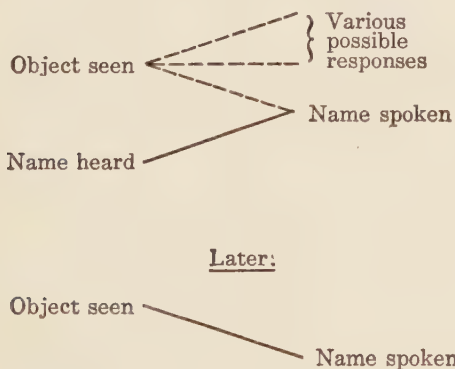 Various
possible
responses
Object seen
Name spoken
Name heard
Later:
Object seen
Name spoken